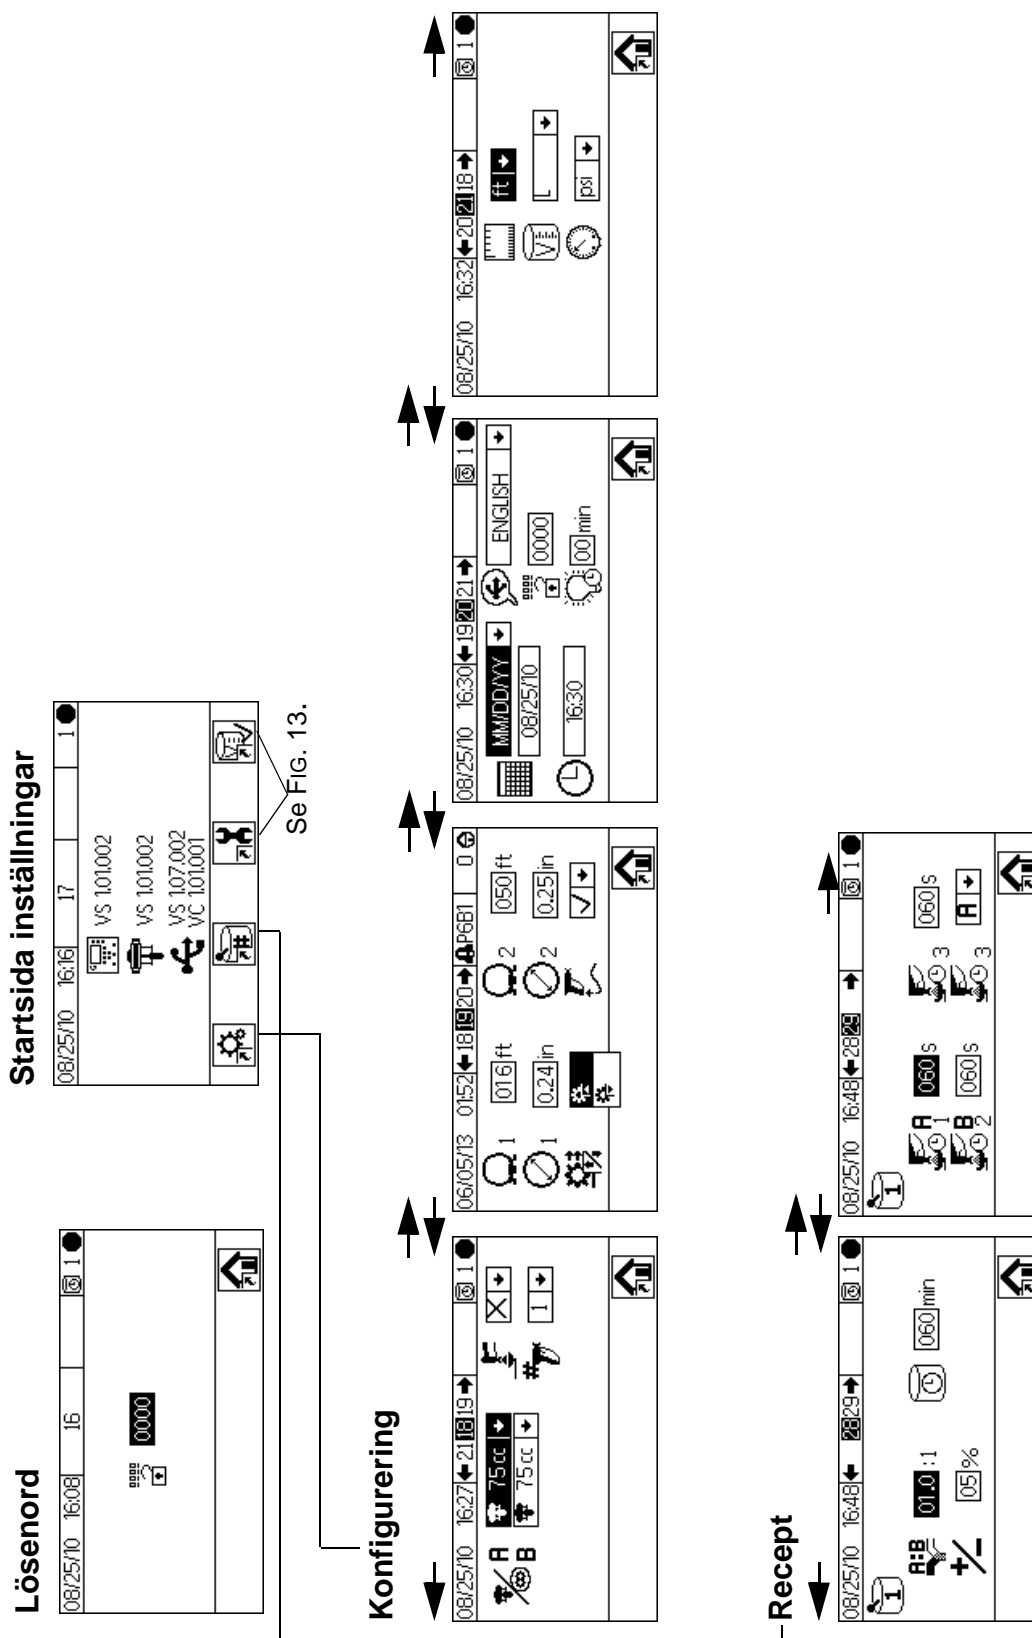 Lösenord
08/25/10 16:08 16 1
0000
Startsida inställningar
08/25/10 16:16 17 1
VS 1.01.002
VS 1.01.002
VS 1.07.002
VC 1.01.001
#
Se FIG. 13.
Konfigurering
08/25/10 16:27 21 18 19 1
A 75cc X
B 75cc # 1
06/05/13 01:52 18 19 20 P6B1 0
1 016 ft 2 050 ft
1 0.24 in 2 0.25 in
08/25/10 16:30 19 20 21 1
MM/DD/YY ENGLISH
08/25/10 0000
16:30 00 min
08/25/10 16:32 20 21 18 1
ft
L
psi
Recept
08/25/10 16:48 28 29 1
1
A:B 01.0 :1 060 min
+/- 05 %
08/25/10 16:48 28 29 1
1
A 1 060 s 3 060 s
B 2 060 s 3 A